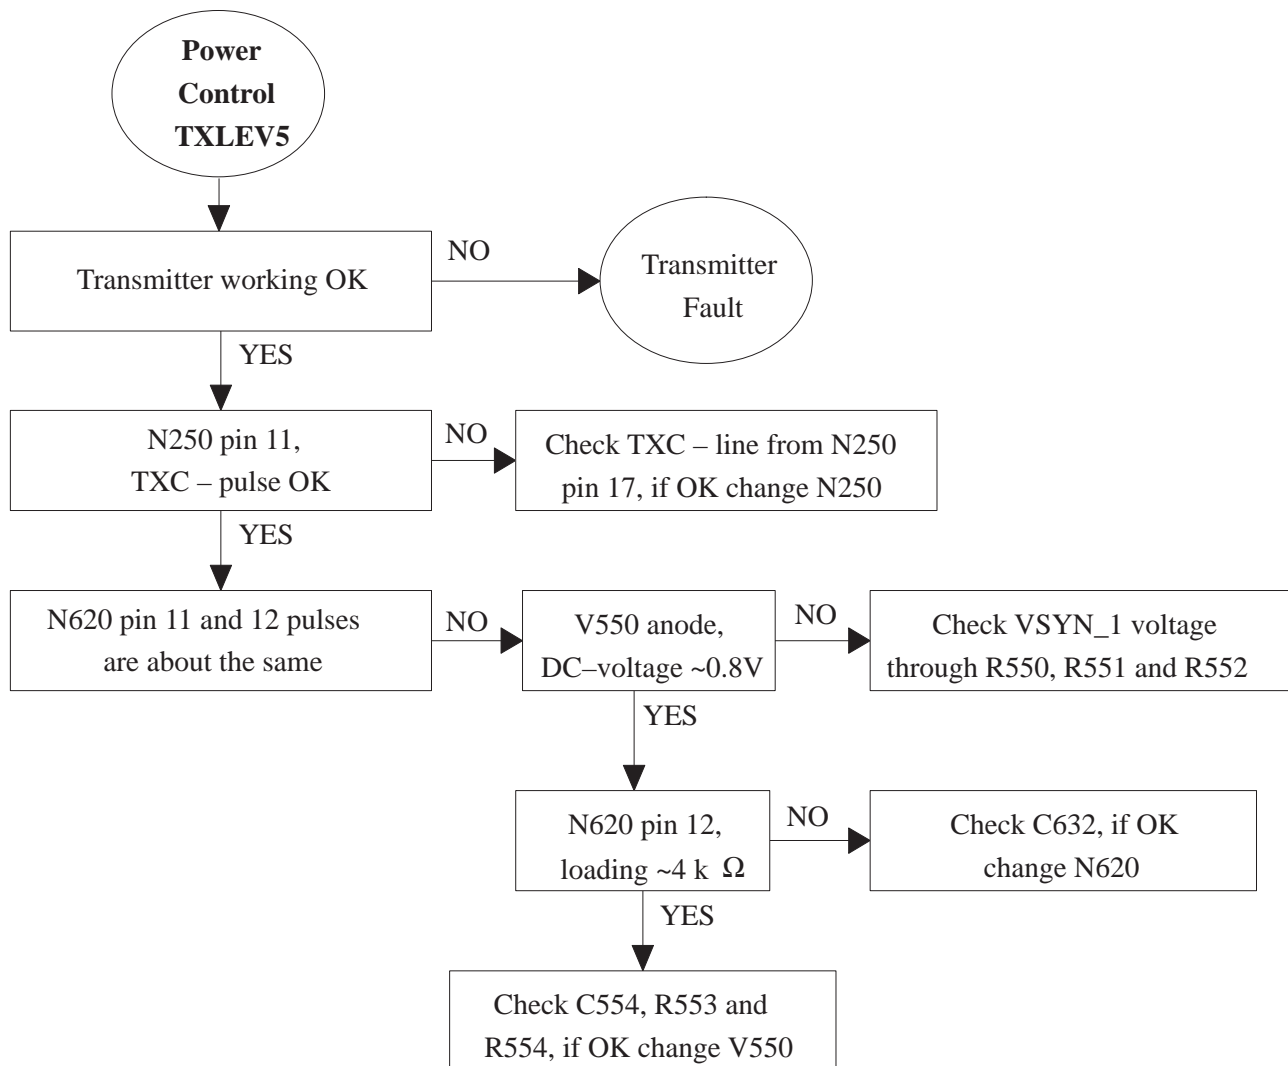 Power
Control
TXLEV5
Transmitter working OK
NO
Transmitter
Fault
YES
N250 pin 11,
TXC – pulse OK
NO
Check TXC – line from N250
pin 17, if OK change N250
YES
N620 pin 11 and 12 pulses
are about the same
NO
V550 anode,
DC–voltage ~0.8V
NO
Check VSYN_1 voltage
through R550, R551 and R552
YES
N620 pin 12,
loading ~4 k Ω
NO
Check C632, if OK
change N620
YES
Check C554, R553 and
R554, if OK change V550